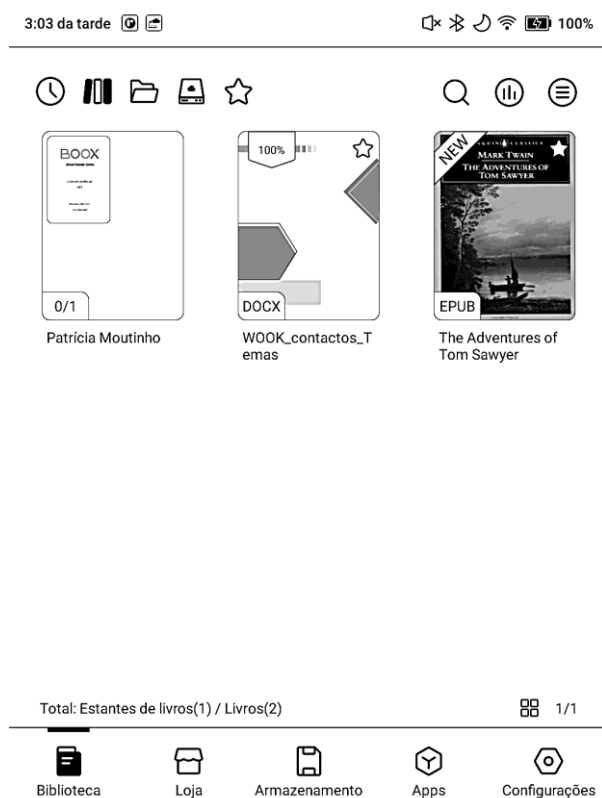 3:03 da tarde
100%
BOOX
0/1
Patrícia Moutinho
100%
DOCX
WOOK_contactos_T
emas
NEW
PENGUIN CLASSICS
MARK TWAIN
THE ADVENTURES OF
TOM SAWYER
EPUB
The Adventures of
Tom Sawyer
Total: Estantes de livros(1) / Livros(2)
1/1
Biblioteca
Loja
Armazenamento
Apps
Configurações